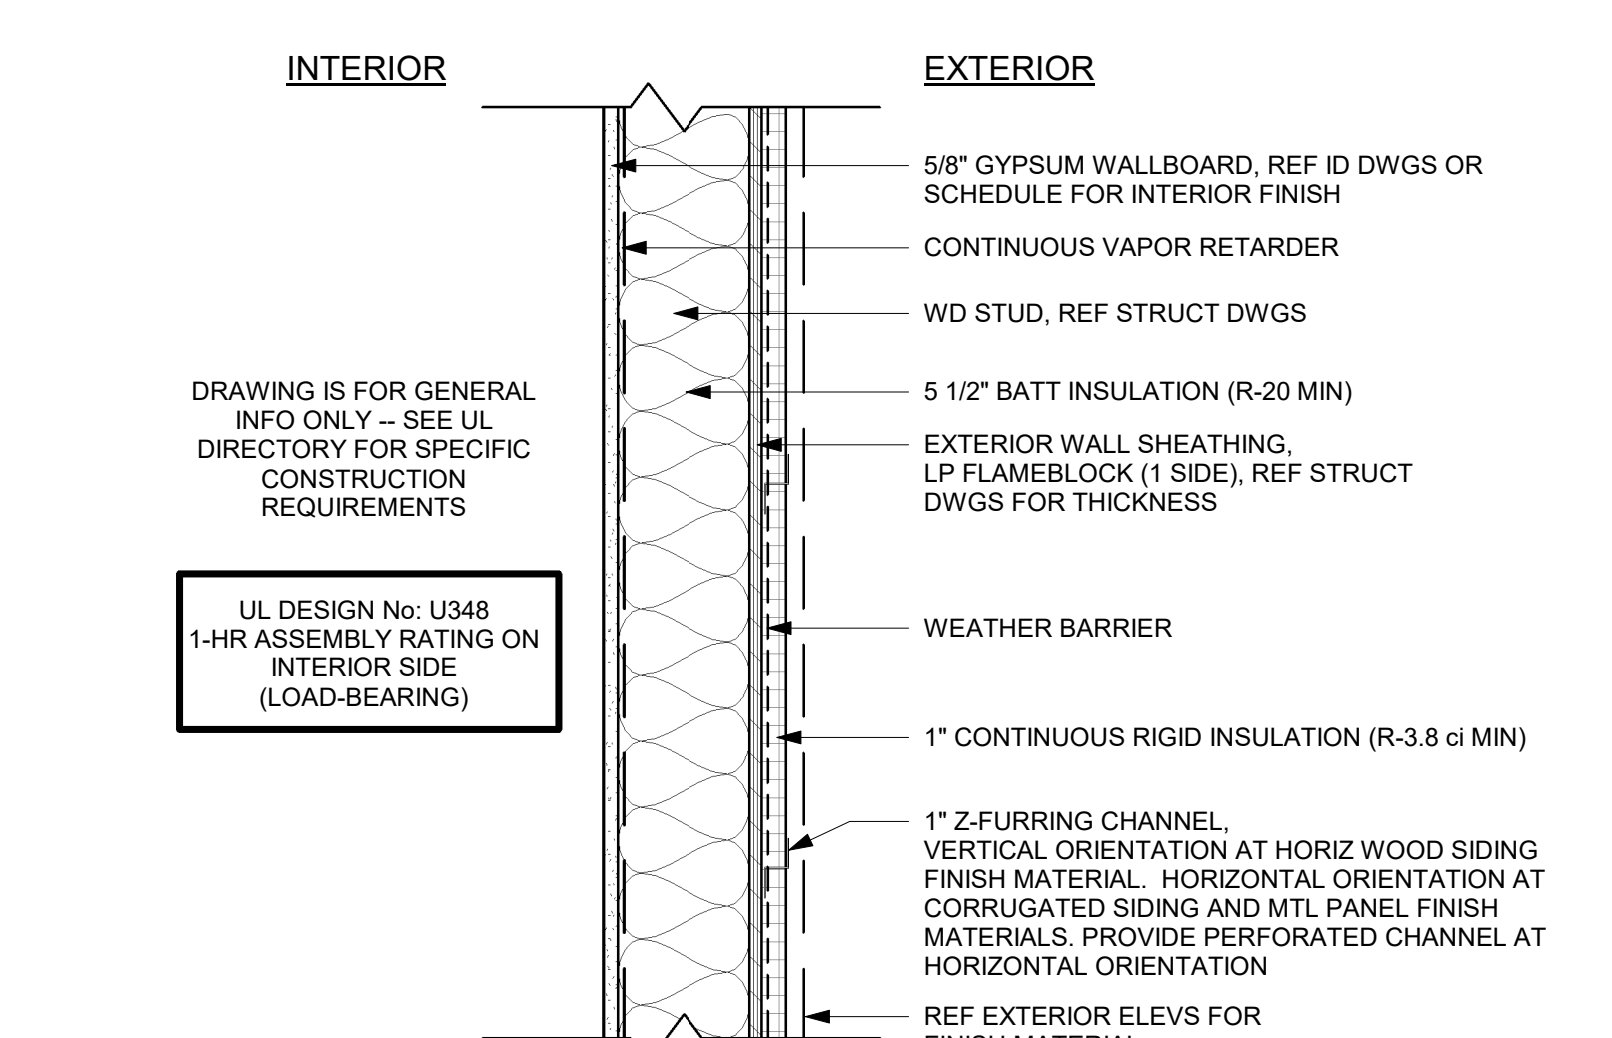 INTERIOR
EXTERIOR
5/8" GYPSUM WALLBOARD, REF ID DWGS OR
SCHEDULE FOR INTERIOR FINISH
CONTINUOUS VAPOR RETARDER
WD STUD, REF STRUCT DWGS
5 1/2" BATT INSULATION (R-20 MIN)
EXTERIOR WALL SHEATHING,
LP FLAMEBLOCK (1 SIDE), REF STRUCT
DWGS FOR THICKNESS
WEATHER BARRIER
1" CONTINUOUS RIGID INSULATION (R-3.8 ci MIN)
1" Z-FURRING CHANNEL,
VERTICAL ORIENTATION AT HORIZ WOOD SIDING
FINISH MATERIAL. HORIZONTAL ORIENTATION AT
CORRUGATED SIDING AND MTL PANEL FINISH
MATERIALS. PROVIDE PERFORATED CHANNEL AT
HORIZONTAL ORIENTATION
REF EXTERIOR ELEVS FOR
FINISH MATERIAL
DRAWING IS FOR GENERAL
INFO ONLY -- SEE UL
DIRECTORY FOR SPECIFIC
CONSTRUCTION
REQUIREMENTS
UL DESIGN No: U348
1-HR ASSEMBLY RATING ON
INTERIOR SIDE
(LOAD-BEARING)